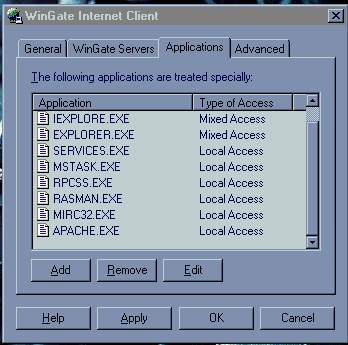 WinGate Internet Client
General WinGate Servers Applications Advanced
The following applications are treated specially:
Application Type of Access
IEXPLORE.EXE Mixed Access
EXPLORER.EXE Mixed Access
SERVICES.EXE Local Access
MSTASK.EXE Local Access
RPCSS.EXE Local Access
RASMAN.EXE Local Access
MIRC32.EXE Local Access
APACHE.EXE Local Access
Add Remove Edit
Help Apply OK Cancel